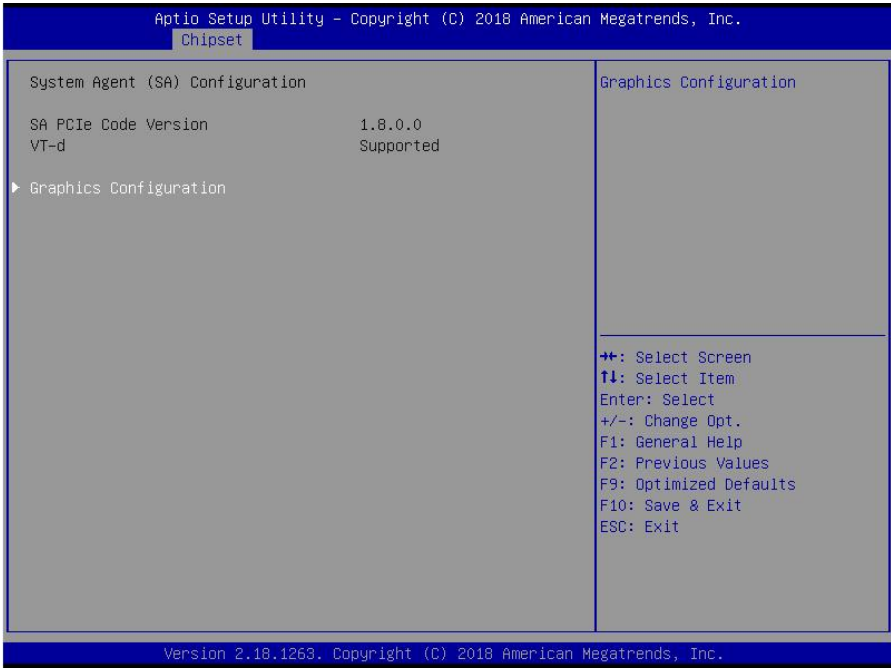 Aptio Setup Utility – Copyright (C) 2018 American Megatrends, Inc.
Chipset
System Agent (SA) Configuration
SA PCIe Code Version 1.8.0.0
VT-d Supported
▶ Graphics Configuration
Graphics Configuration
→←: Select Screen
↑↓: Select Item
Enter: Select
+/-: Change Opt.
F1: General Help
F2: Previous Values
F9: Optimized Defaults
F10: Save & Exit
ESC: Exit
Version 2.18.1263. Copyright (C) 2018 American Megatrends, Inc.